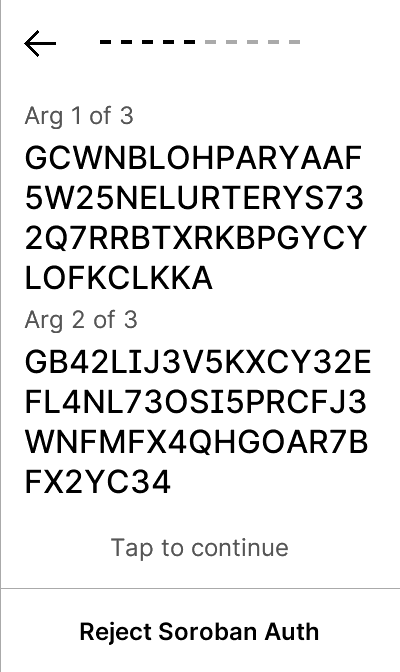 Arg 1 of 3
GCWNBLOHPARYAAF
5W25NELURTERYS73
2Q7RRBTXRKBPGYCY
LOFKCLKKA
Arg 2 of 3
GB42LIJ3V5KXCY32E
FL4NL73OSI5PRCFJ3
WNFMFX4QHGOAR7B
FX2YC34
Tap to continue
Reject Soroban Auth